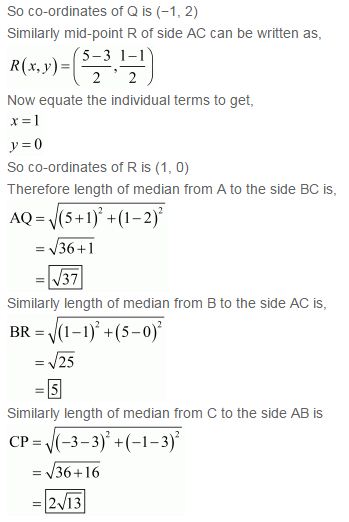 So co-ordinates of Q is (−1, 2)
Similarly mid-point R of side AC can be written as,
R(x, y) = ((5−3)/2, (1−1)/2)
Now equate the individual terms to get,
x = 1
y = 0
So co-ordinates of R is (1, 0)
Therefore length of median from A to the side BC is,
AQ = √((5+1)² + (1−2)²)
= √(36+1)
= √37
Similarly length of median from B to the side AC is,
BR = √((1−1)² + (5−0)²)
= √25
= 5
Similarly length of median from C to the side AB is
CP = √((−3−3)² + (−1−3)²)
= √(36+16)
= 2√13